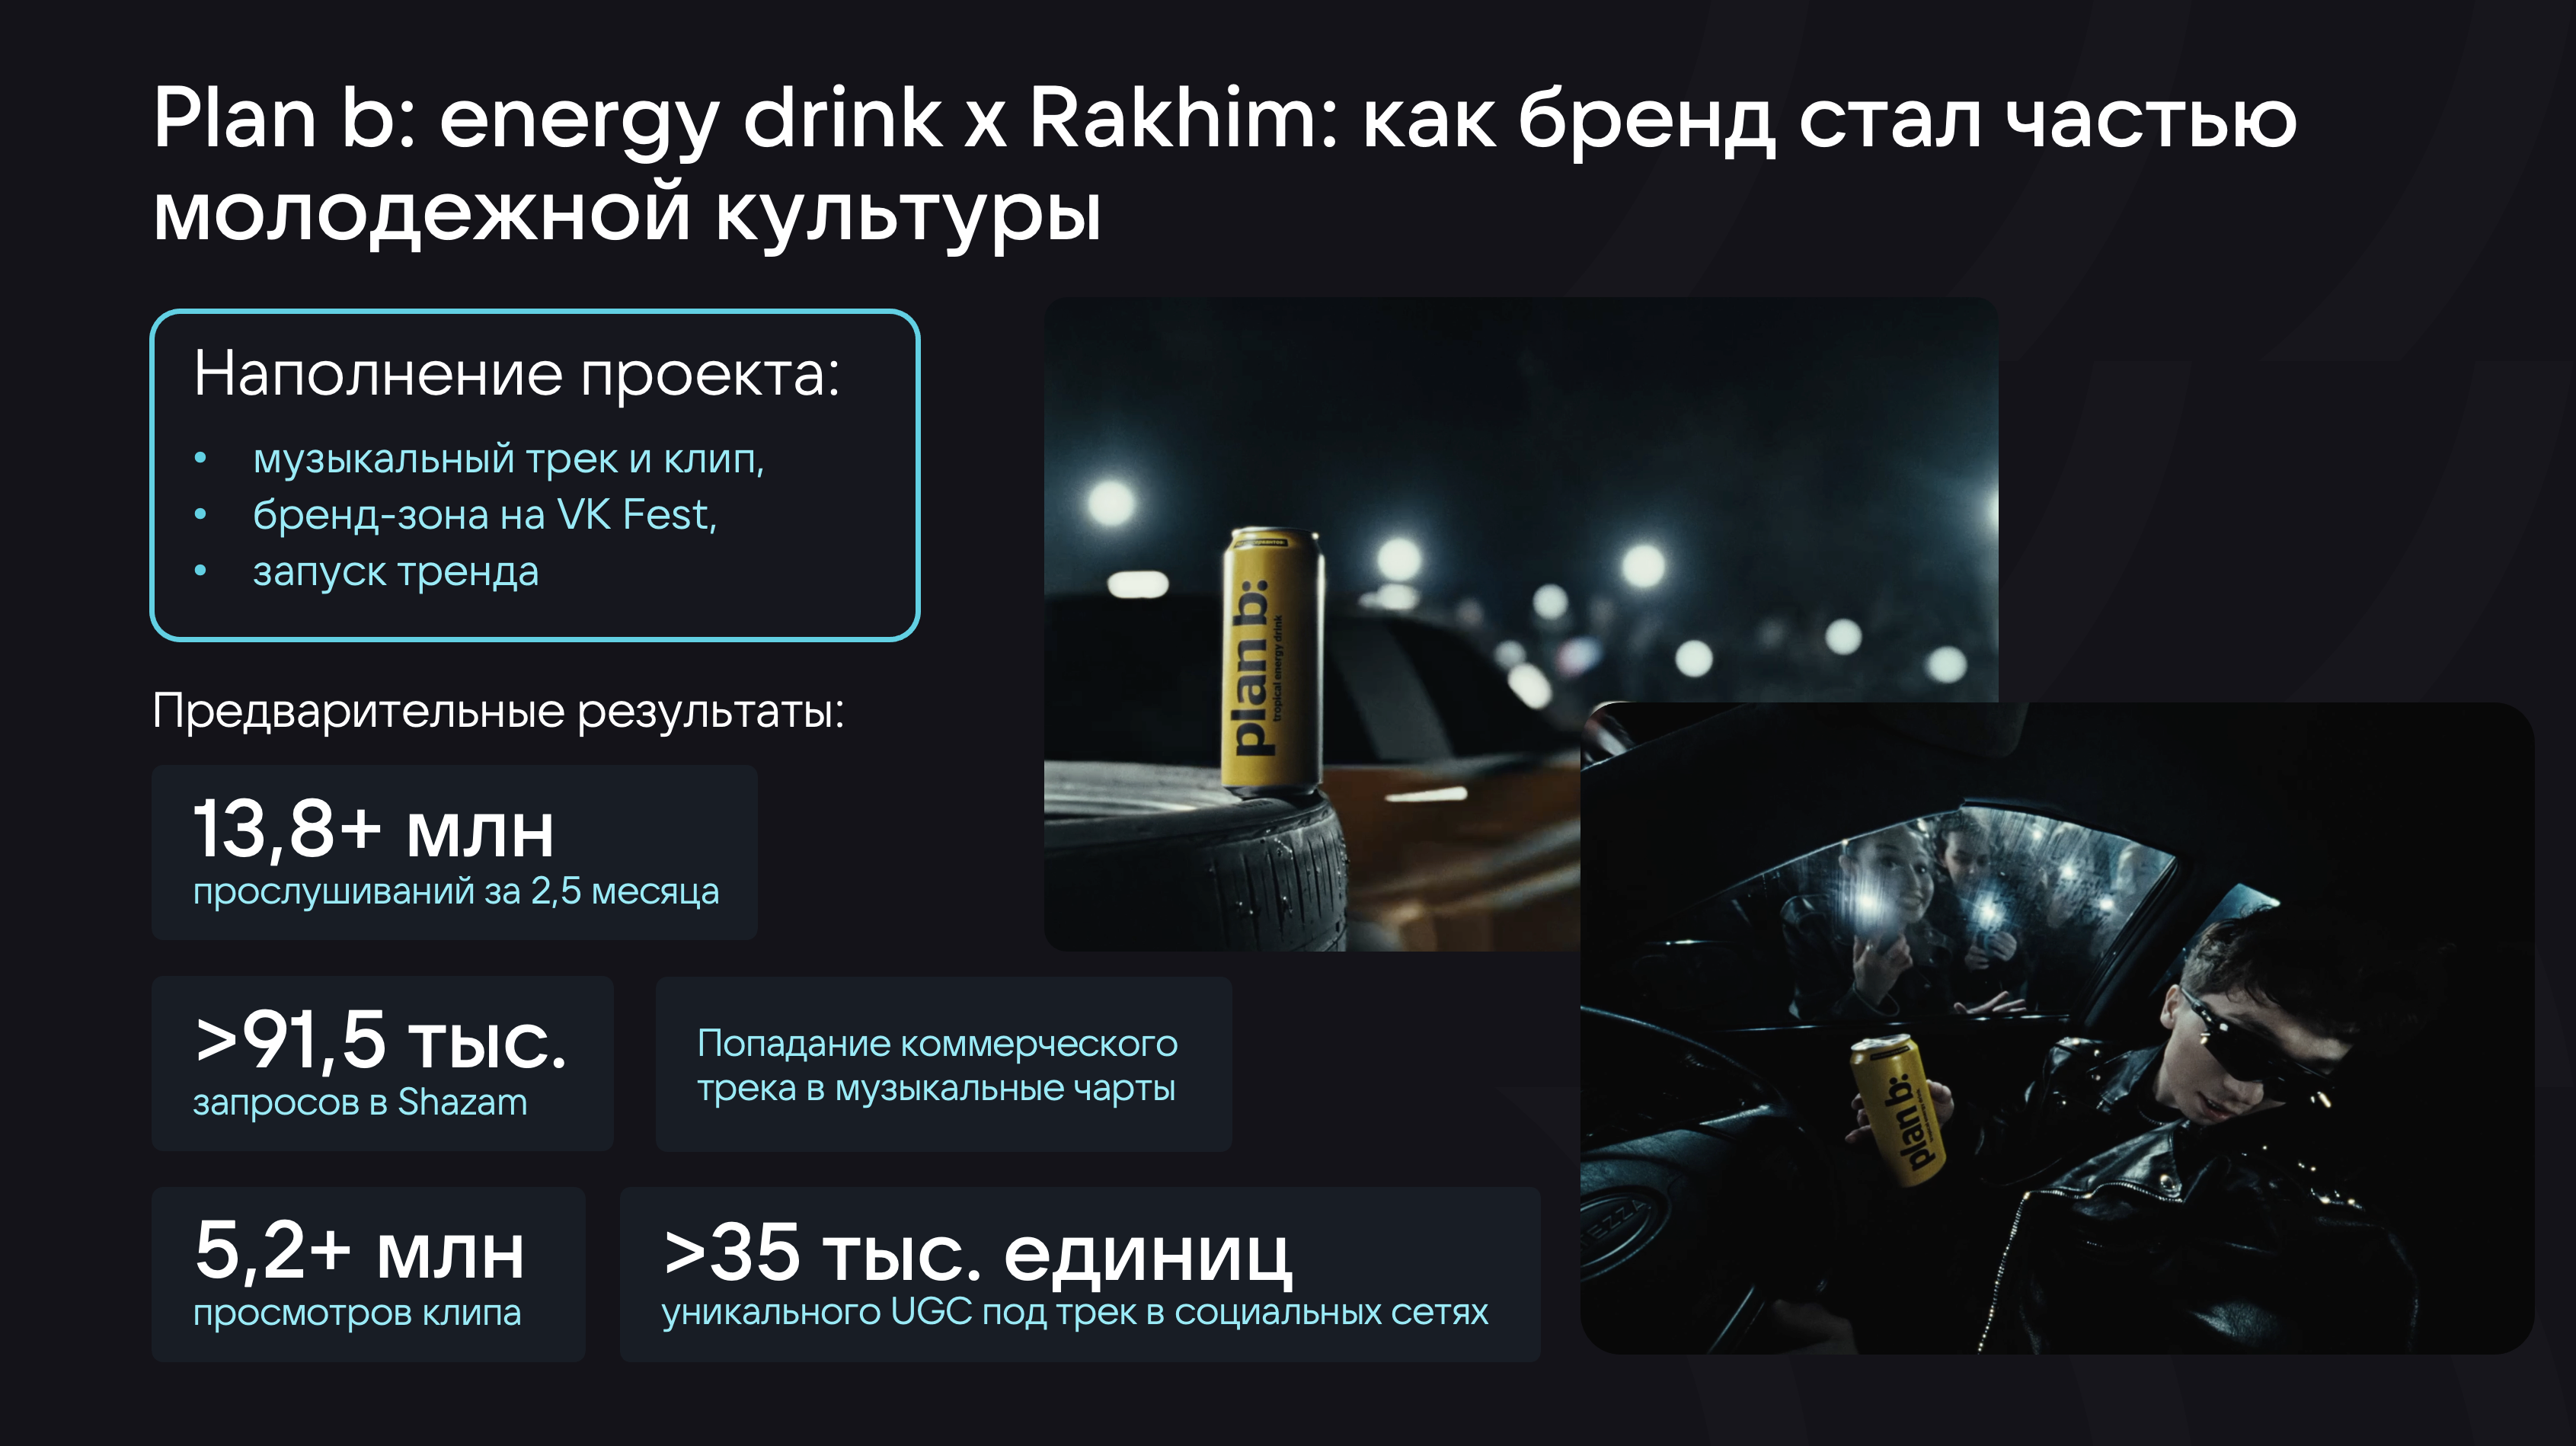 Plan b: energy drink x Rakhim: как бренд стал частью
молодежной культуры
Наполнение проекта:
• музыкальный трек и клип,
• бренд-зона на VK Fest,
• запуск тренда
Предварительные результаты:
13,8+ млн
прослушиваний за 2,5 месяца
>91,5 тыс.
запросов в Shazam
Попадание коммерческого
трека в музыкальные чарты
5,2+ млн
просмотров клипа
>35 тыс. единиц
уникального UGC под трек в социальных сетях
plan b:
tropical energy drink
plan b: